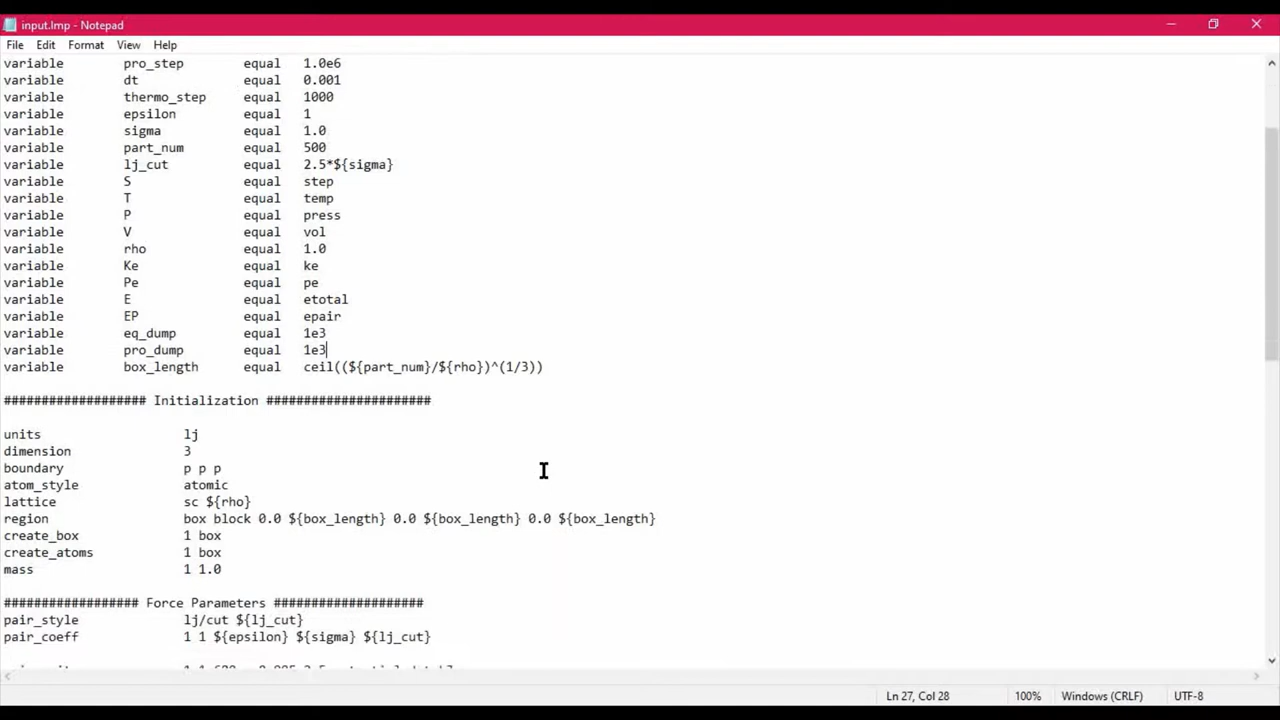 input.lmp - Notepad
File Edit Format View Help
variable pro_step equal 1.0e6
variable dt equal 0.001
variable thermo_step equal 1000
variable epsilon equal 1
variable sigma equal 1.0
variable part_num equal 500
variable lj_cut equal 2.5*${sigma}
variable S equal step
variable T equal temp
variable P equal press
variable V equal vol
variable rho equal 1.0
variable Ke equal ke
variable Pe equal pe
variable E equal etotal
variable EP equal epair
variable eq_dump equal 1e3
variable pro_dump equal 1e3
variable box_length equal ceil((${part_num}/${rho})^(1/3))
################### Initialization ######################
units lj
dimension 3
boundary p p p
atom_style atomic
lattice sc ${rho}
region box block 0.0 ${box_length} 0.0 ${box_length} 0.0 ${box_length}
create_box 1 box
create_atoms 1 box
mass 1 1.0
################## Force Parameters ####################
pair_style lj/cut ${lj_cut}
pair_coeff 1 1 ${epsilon} ${sigma} ${lj_cut}
Ln 27, Col 28 100% Windows (CRLF) UTF-8